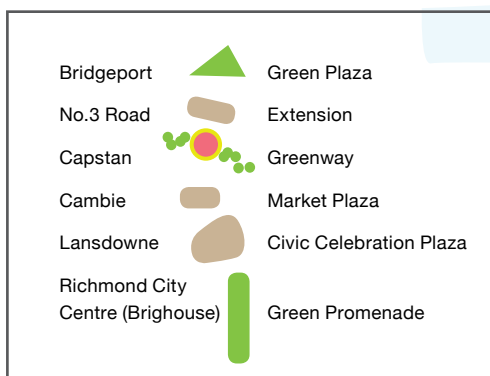 Bridgeport Green Plaza
No.3 Road Extension
Capstan Greenway
Cambie Market Plaza
Lansdowne Civic Celebration Plaza
Richmond City
Centre (Brighouse) Green Promenade